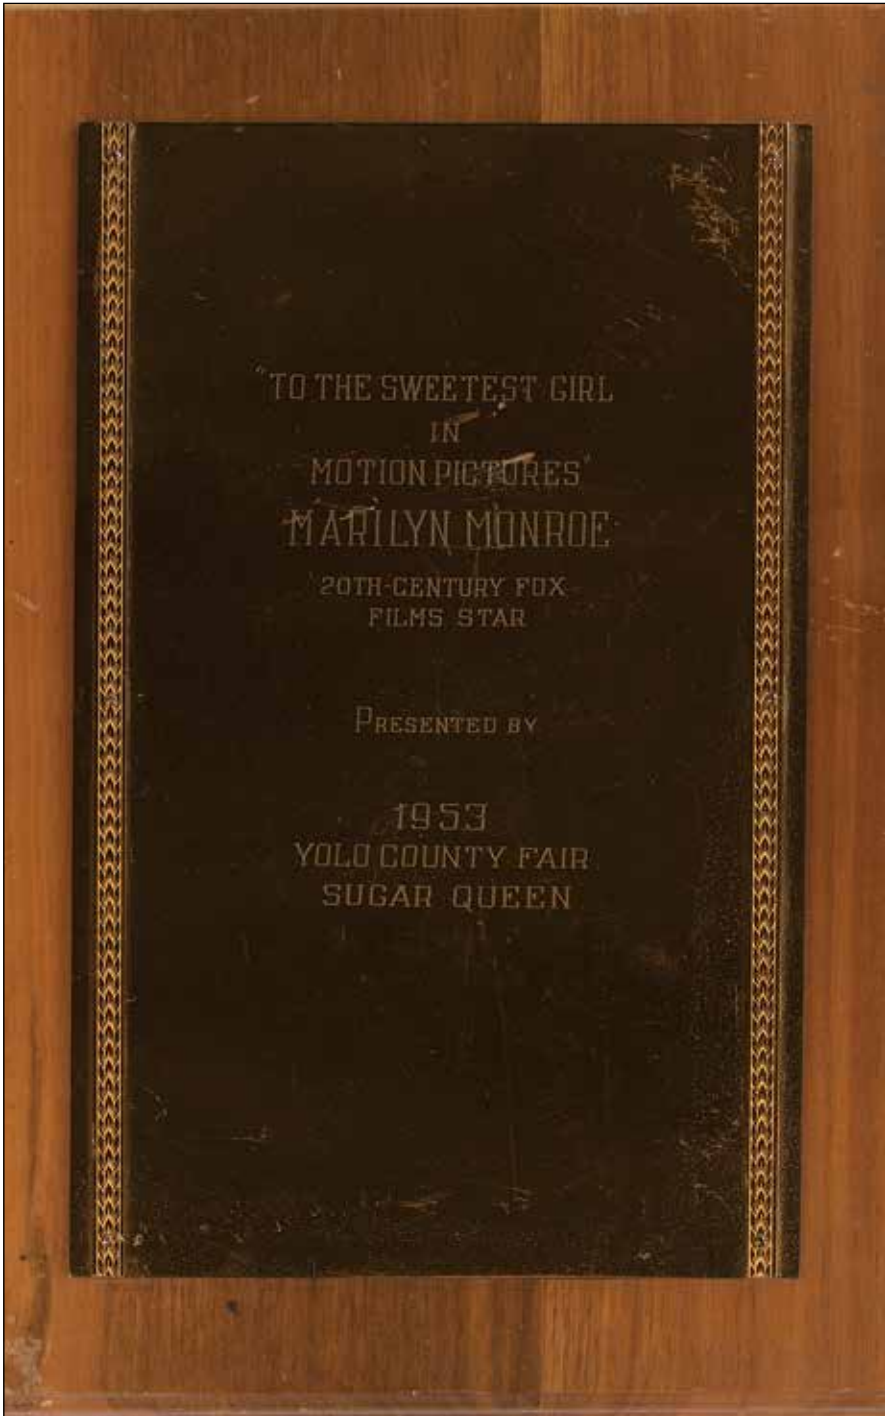 "TO THE SWEETEST GIRL
IN
MOTION PICTURES"
MARILYN MONROE
20TH-CENTURY FOX
FILMS STAR
PRESENTED BY
1953
YOLO COUNTY FAIR
SUGAR QUEEN